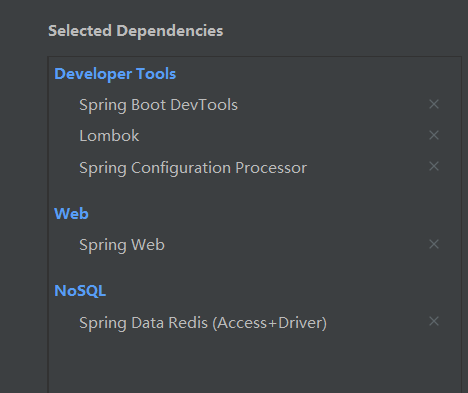 Selected Dependencies
Developer Tools
Spring Boot DevTools
Lombok
Spring Configuration Processor
Web
Spring Web
NoSQL
Spring Data Redis (Access+Driver)